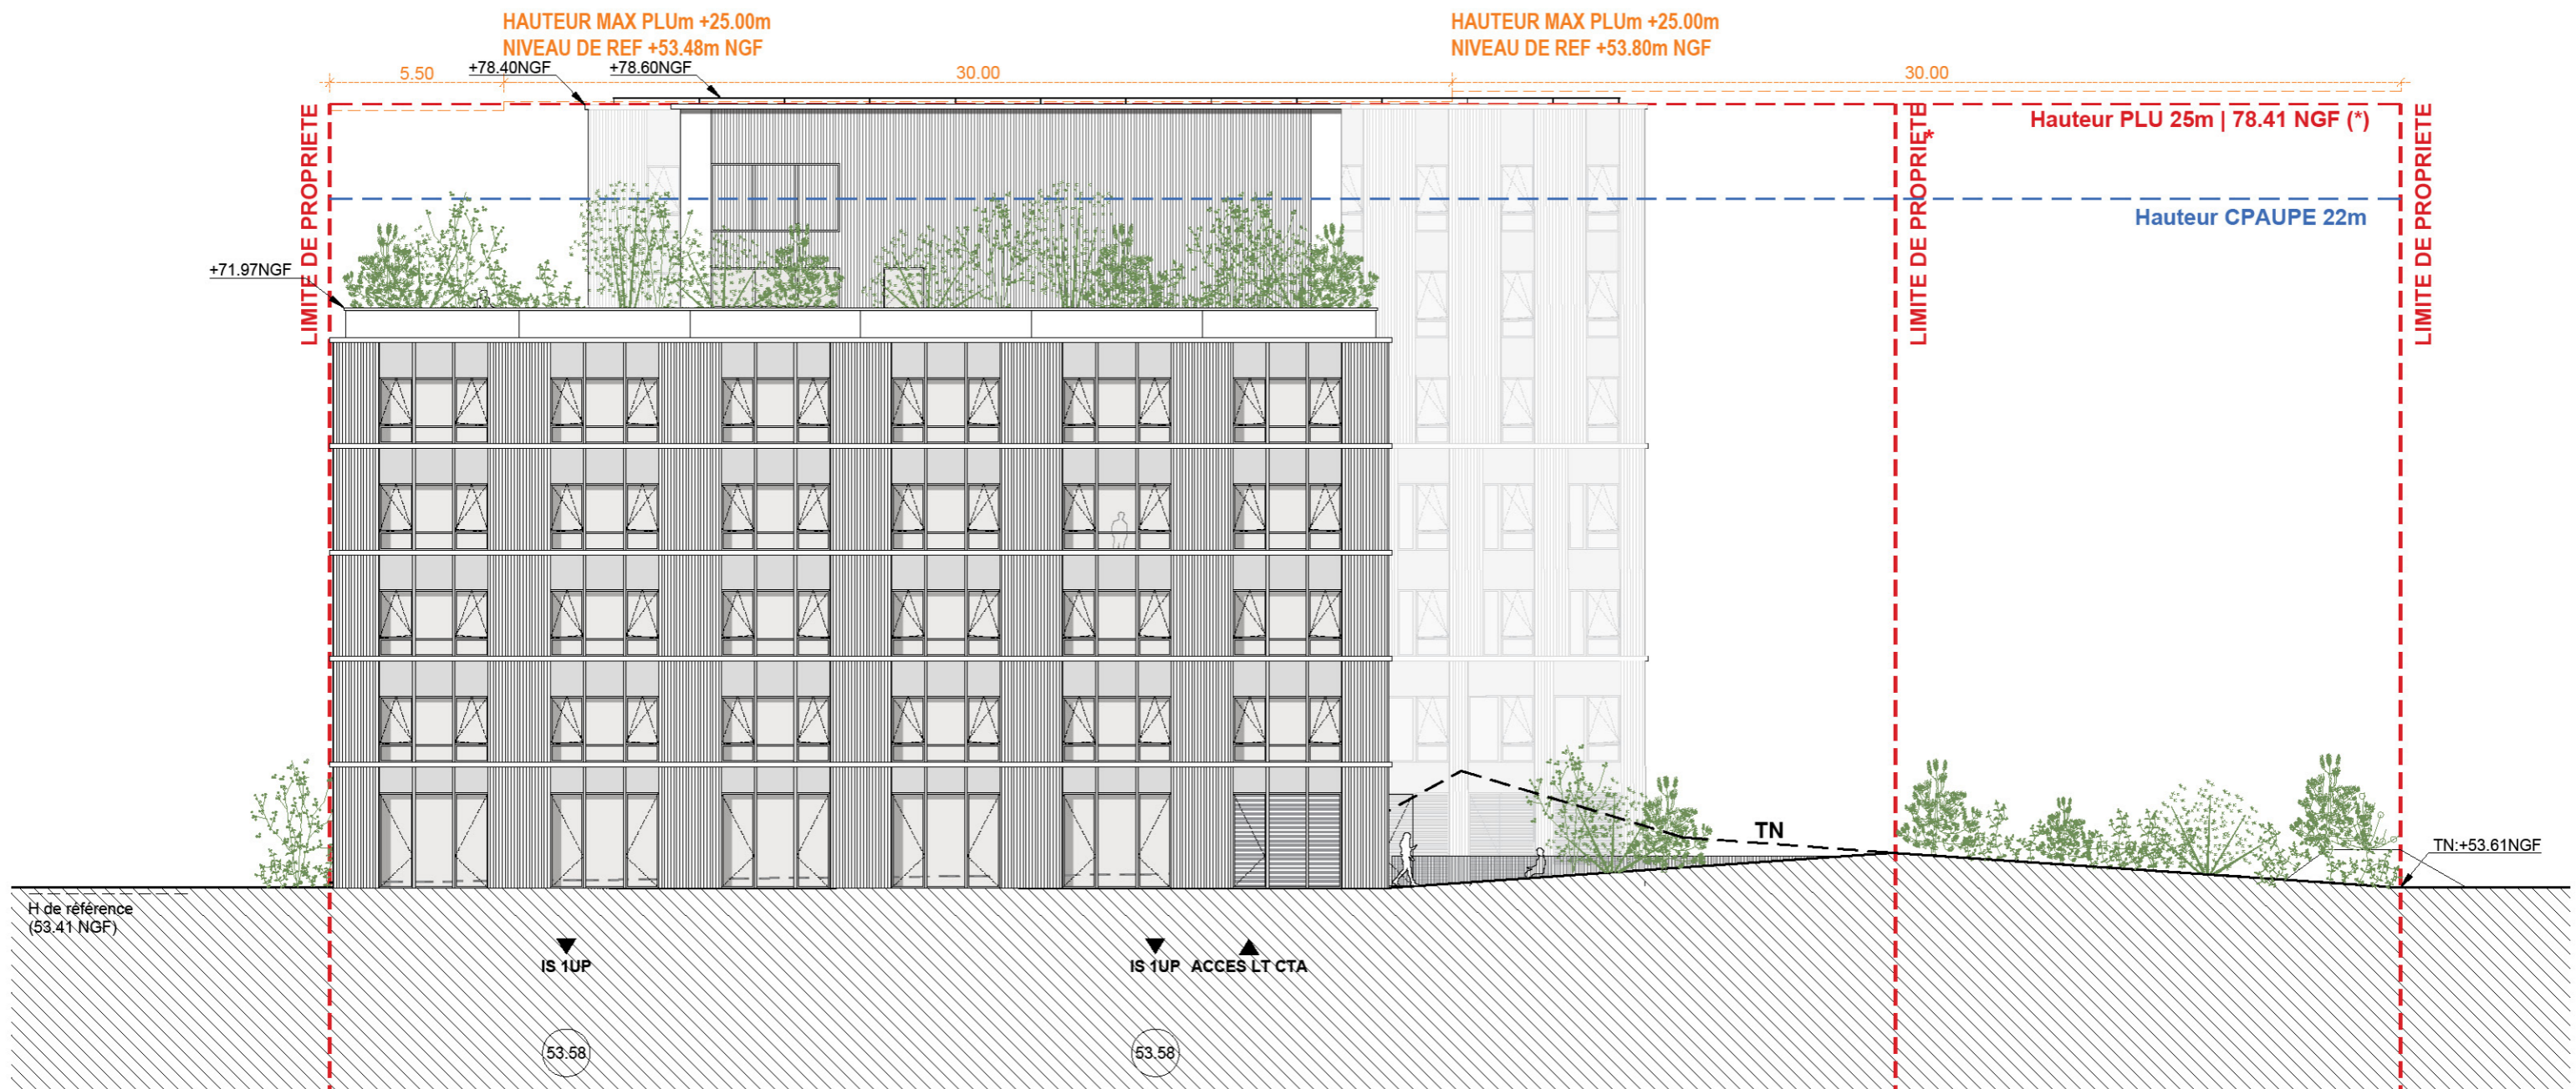 HAUTEUR MAX PLUm +25.00m
NIVEAU DE REF +53.48m NGF
HAUTEUR MAX PLUm +25.00m
NIVEAU DE REF +53.80m NGF
5.50
+78.40NGF
+78.60NGF
30.00
30.00
LIMITE DE PROPRIETE
LIMITE DE PROPRIETE
*
Hauteur PLU 25m | 78.41 NGF (*)
LIMITE DE PROPRIETE
Hauteur CPAUPE 22m
+71.97NGF
TN
TN:+53.61NGF
H de référence
(53.41 NGF)
IS 1UP
IS 1UP
ACCES LT CTA
53.58
53.58